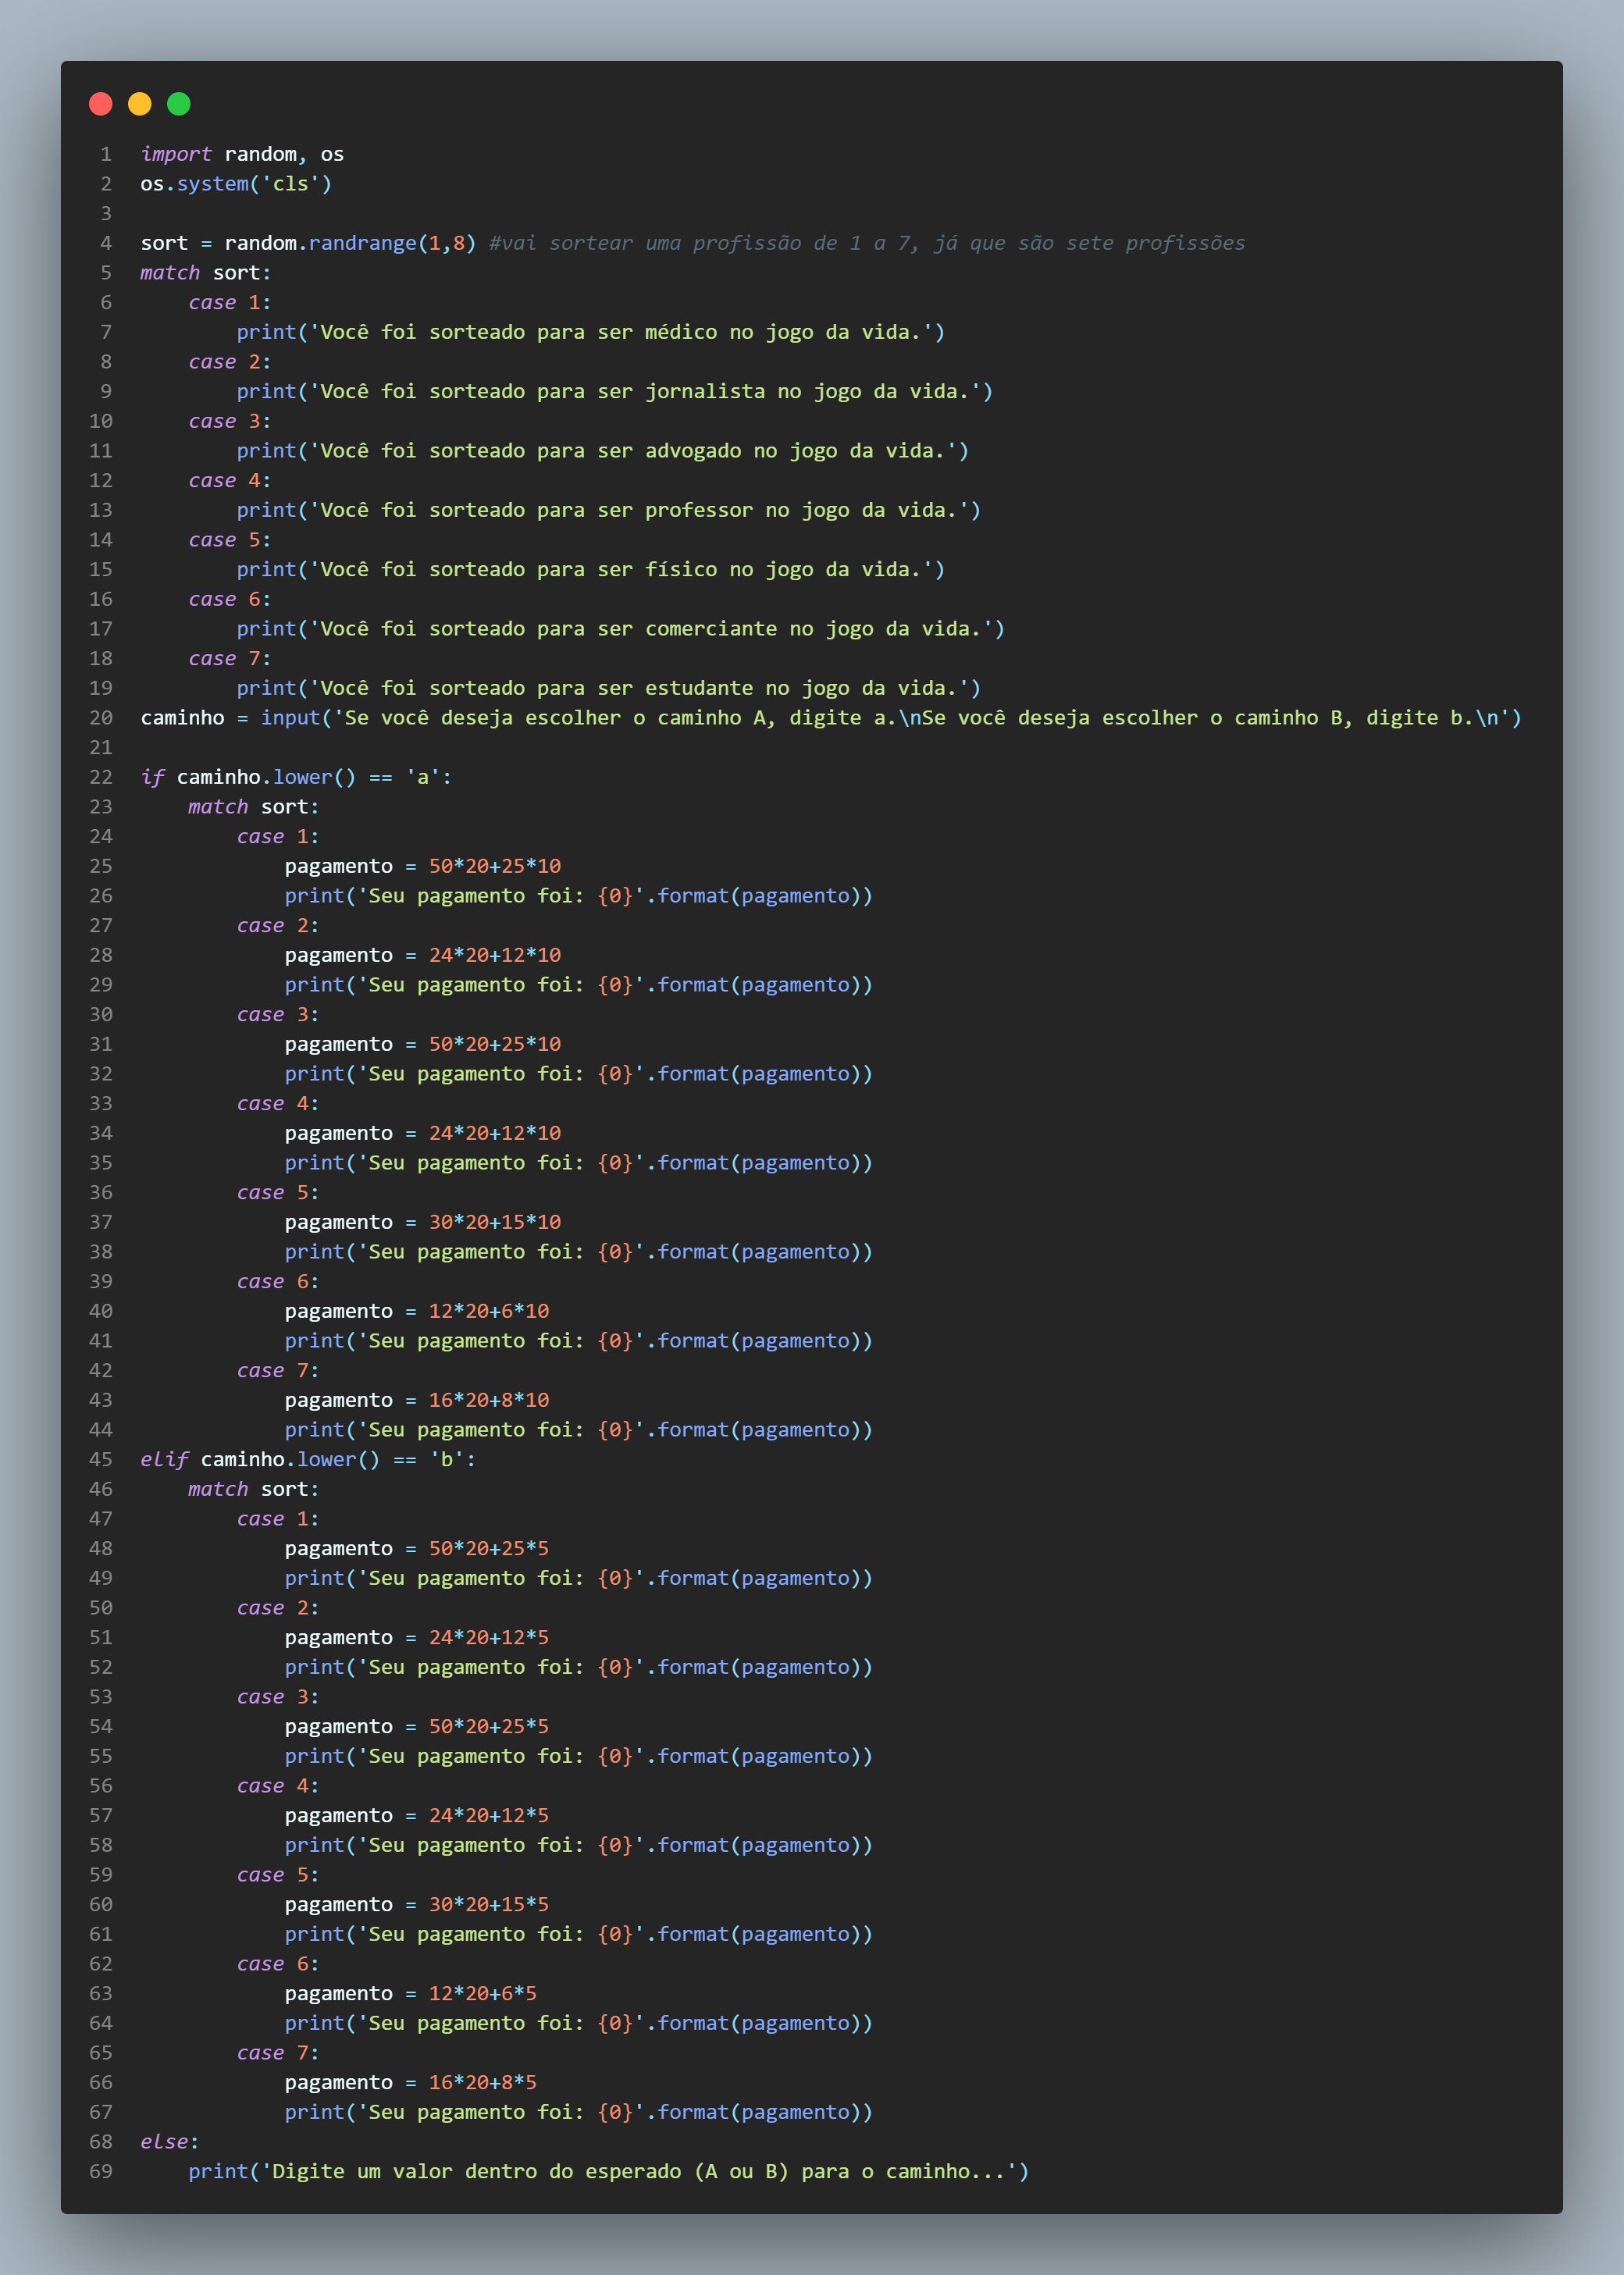 1 import random, os
2 os.system('cls')
3
4 sort = random.randrange(1,8) #vai sortear uma profissão de 1 a 7, já que são sete profissões
5 match sort:
6     case 1:
7         print('Você foi sorteado para ser médico no jogo da vida.')
8     case 2:
9         print('Você foi sorteado para ser jornalista no jogo da vida.')
10     case 3:
11         print('Você foi sorteado para ser advogado no jogo da vida.')
12     case 4:
13         print('Você foi sorteado para ser professor no jogo da vida.')
14     case 5:
15         print('Você foi sorteado para ser físico no jogo da vida.')
16     case 6:
17         print('Você foi sorteado para ser comerciante no jogo da vida.')
18     case 7:
19         print('Você foi sorteado para ser estudante no jogo da vida.')
20 caminho = input('Se você deseja escolher o caminho A, digite a.\nSe você deseja escolher o caminho B, digite b.\n')
21
22 if caminho.lower() == 'a':
23     match sort:
24         case 1:
25             pagamento = 50*20+25*10
26             print('Seu pagamento foi: {0}'.format(pagamento))
27         case 2:
28             pagamento = 24*20+12*10
29             print('Seu pagamento foi: {0}'.format(pagamento))
30         case 3:
31             pagamento = 50*20+25*10
32             print('Seu pagamento foi: {0}'.format(pagamento))
33         case 4:
34             pagamento = 24*20+12*10
35             print('Seu pagamento foi: {0}'.format(pagamento))
36         case 5:
37             pagamento = 30*20+15*10
38             print('Seu pagamento foi: {0}'.format(pagamento))
39         case 6:
40             pagamento = 12*20+6*10
41             print('Seu pagamento foi: {0}'.format(pagamento))
42         case 7:
43             pagamento = 16*20+8*10
44             print('Seu pagamento foi: {0}'.format(pagamento))
45 elif caminho.lower() == 'b':
46     match sort:
47         case 1:
48             pagamento = 50*20+25*5
49             print('Seu pagamento foi: {0}'.format(pagamento))
50         case 2:
51             pagamento = 24*20+12*5
52             print('Seu pagamento foi: {0}'.format(pagamento))
53         case 3:
54             pagamento = 50*20+25*5
55             print('Seu pagamento foi: {0}'.format(pagamento))
56         case 4:
57             pagamento = 24*20+12*5
58             print('Seu pagamento foi: {0}'.format(pagamento))
59         case 5:
60             pagamento = 30*20+15*5
61             print('Seu pagamento foi: {0}'.format(pagamento))
62         case 6:
63             pagamento = 12*20+6*5
64             print('Seu pagamento foi: {0}'.format(pagamento))
65         case 7:
66             pagamento = 16*20+8*5
67             print('Seu pagamento foi: {0}'.format(pagamento))
68 else:
69     print('Digite um valor dentro do esperado (A ou B) para o caminho...')